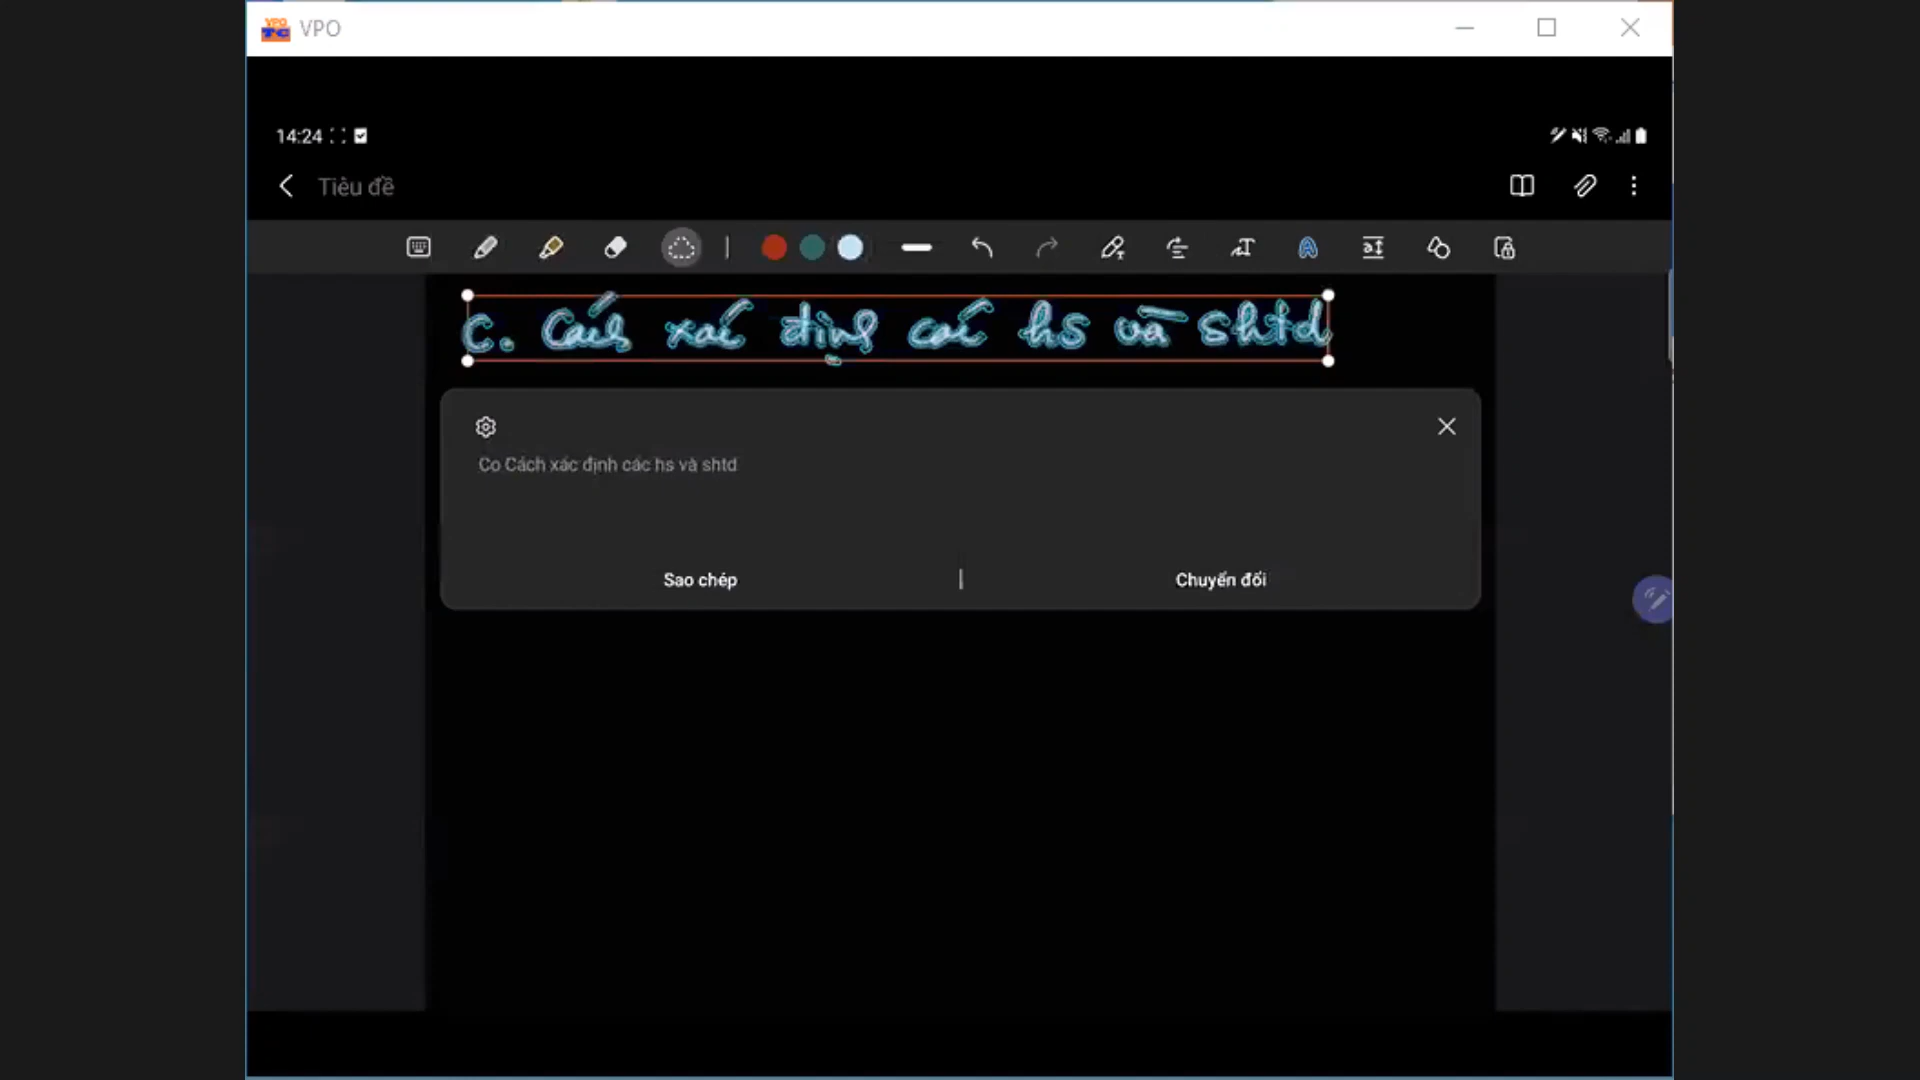 VPO
14:24
Tiêu đề
C. Cách xác định các hs và shtd
Co Cách xác định các hs và shtd
Sao chép | Chuyển đổi